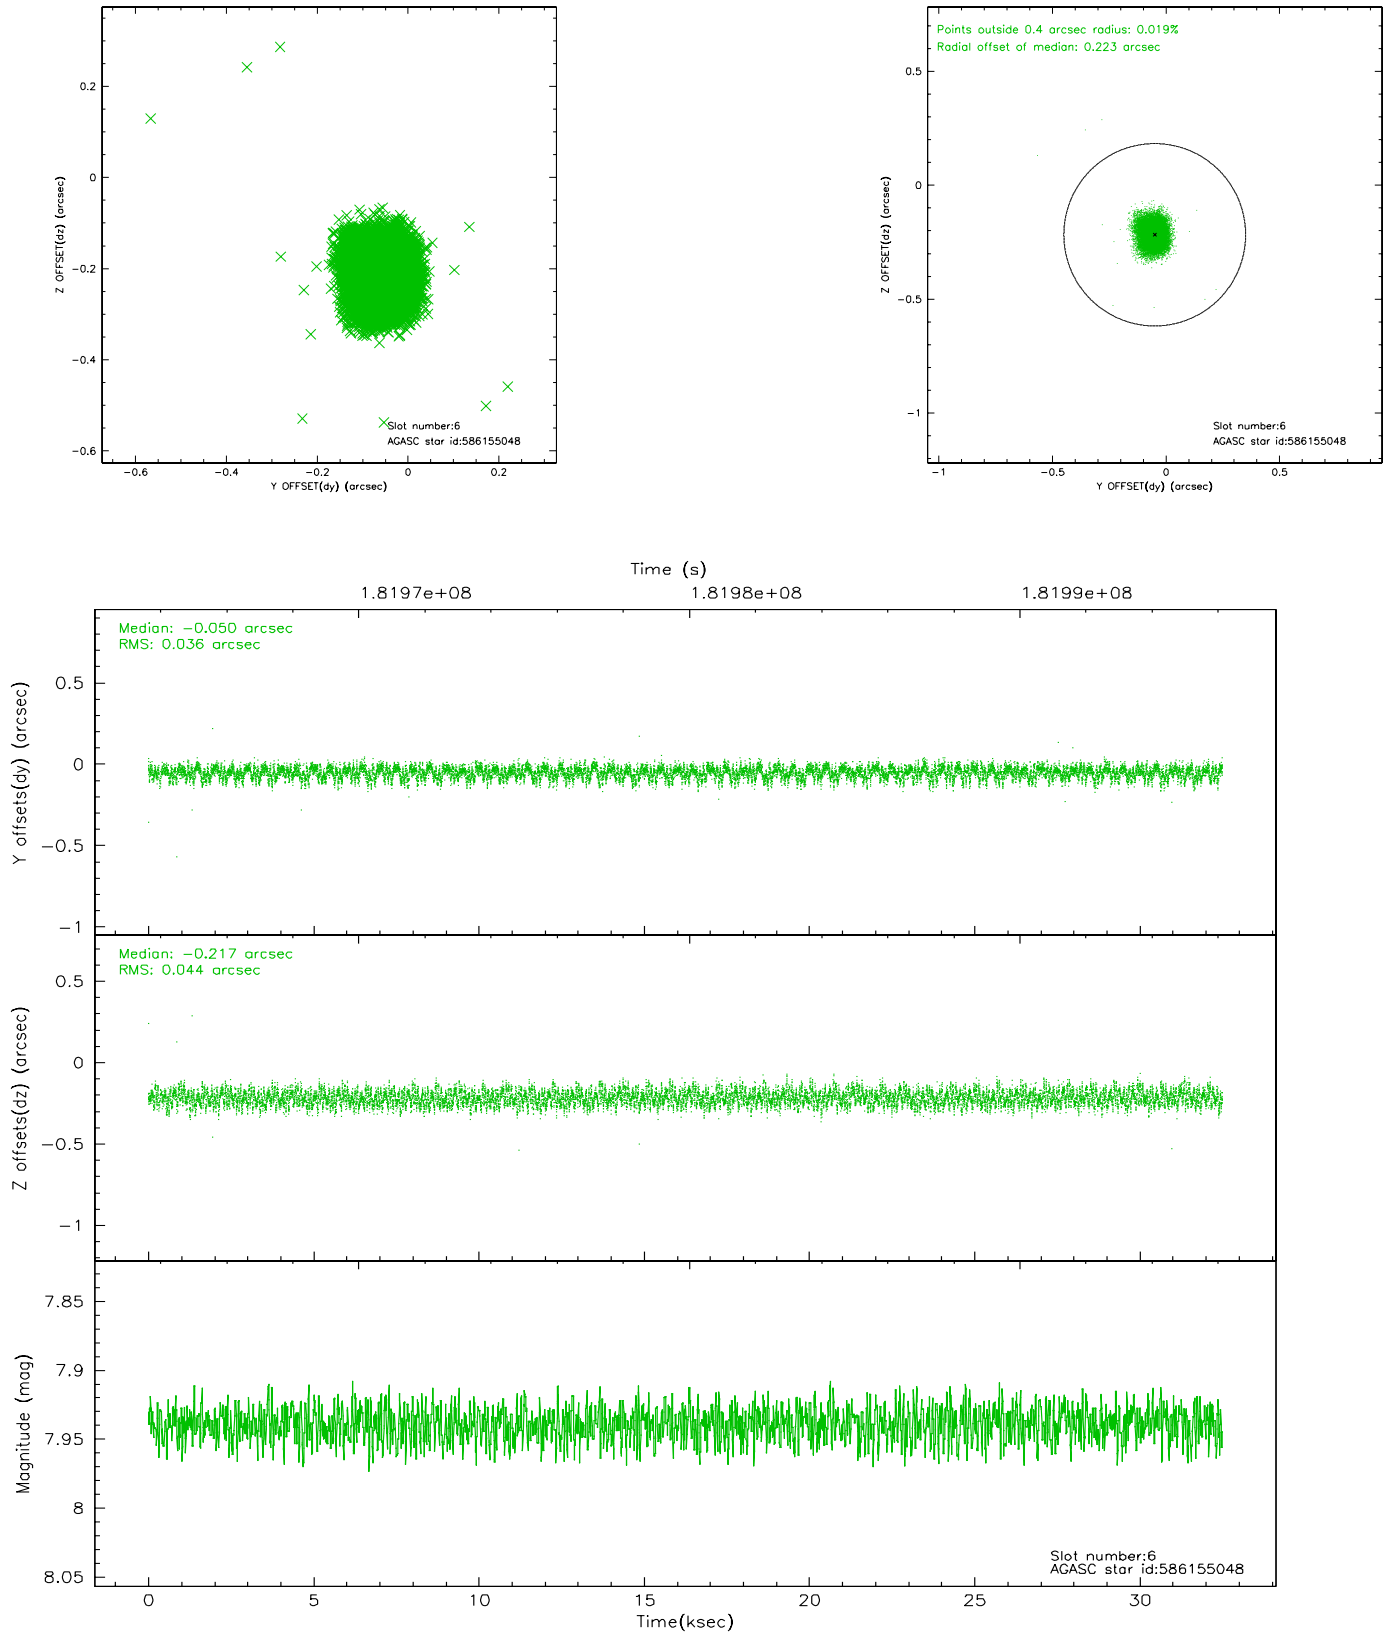 0.2
0
−0.2
−0.4
−0.6
Z OFFSET(dz) (arcsec)
Slot number:6
AGASC star id:586155048
−0.6
−0.4
−0.2
0
0.2
Y OFFSET(dy) (arcsec)
Points outside 0.4 arcsec radius: 0.019%
Radial offset of median: 0.223 arcsec
0.5
0
−0.5
−1
Z OFFSET(dz) (arcsec)
Slot number:6
AGASC star id:586155048
−1
−0.5
0
0.5
Y OFFSET(dy) (arcsec)
Time (s)
1.8197e+08
1.8198e+08
1.8199e+08
Median: −0.050 arcsec
RMS: 0.036 arcsec
0.5
0
−0.5
−1
Y offsets(dy) (arcsec)
Median: −0.217 arcsec
RMS: 0.044 arcsec
0.5
0
−0.5
−1
Z offsets(dz) (arcsec)
7.85
7.9
7.95
8
8.05
Magnitude (mag)
Slot number:6
AGASC star id:586155048
0
5
10
15
20
25
30
Time(ksec)